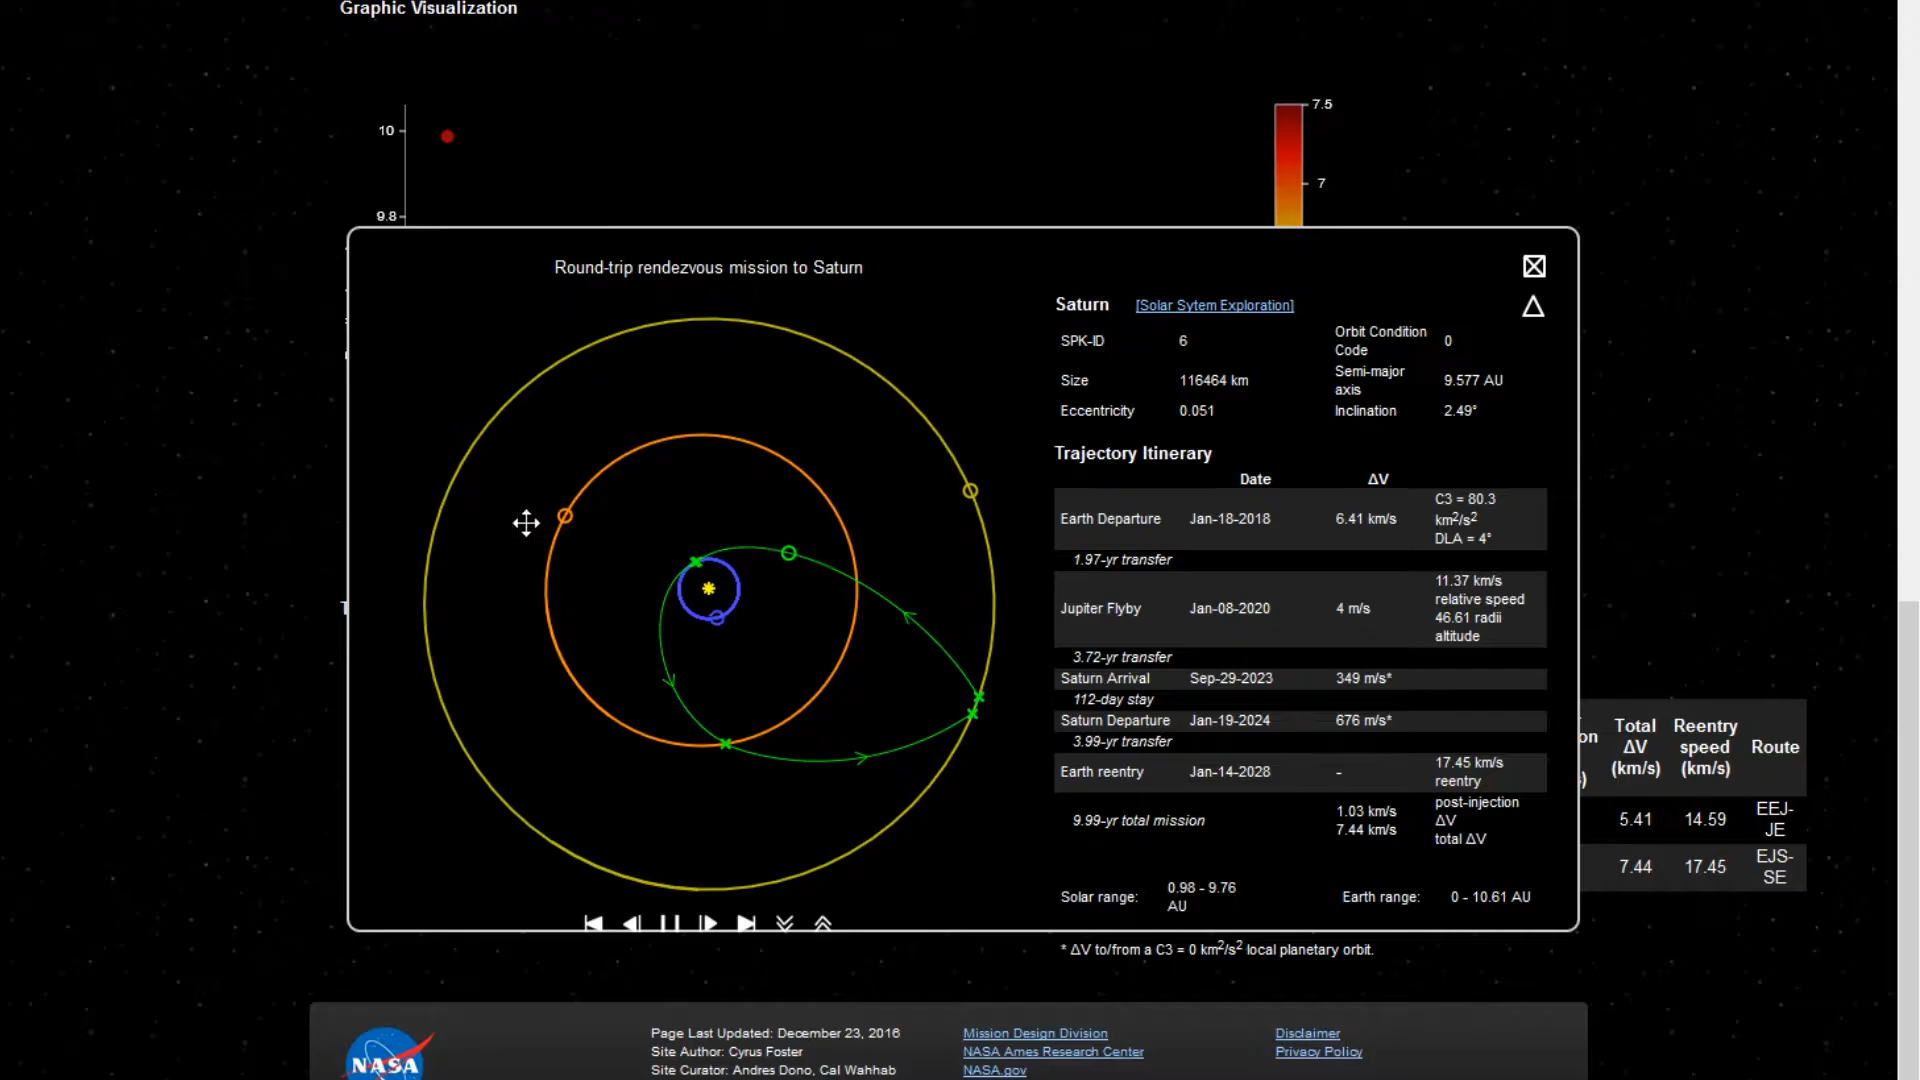 Graphic Visualization
10
9.8
7.5
7
Round-trip rendezvous mission to Saturn
Saturn [Solar Sytem Exploration]
SPK-ID 6 Orbit Condition Code 0
Size 116464 km Semi-major axis 9.577 AU
Eccentricity 0.051 Inclination 2.49°
Trajectory Itinerary
Date ΔV
Earth Departure Jan-18-2018 6.41 km/s C3 = 80.3 km2/s2 DLA = 4°
1.97-yr transfer
Jupiter Flyby Jan-08-2020 4 m/s 11.37 km/s relative speed 46.61 radii altitude
3.72-yr transfer
Saturn Arrival Sep-29-2023 349 m/s*
112-day stay
Saturn Departure Jan-19-2024 676 m/s*
3.99-yr transfer
Earth reentry Jan-14-2028 - 17.45 km/s reentry
9.99-yr total mission 1.03 km/s post-injection ΔV
7.44 km/s total ΔV
Solar range: 0.98 - 9.76 AU Earth range: 0 - 10.61 AU
* ΔV to/from a C3 = 0 km2/s2 local planetary orbit.
on Total ΔV (km/s) Reentry speed (km/s) Route
5.41 14.59 EEJ-JE
7.44 17.45 EJS-SE
NASA
Page Last Updated: December 23, 2016
Site Author: Cyrus Foster
Site Curator: Andres Dono, Cal Wahhab
Mission Design Division
NASA Ames Research Center
NASA.gov
Disclaimer
Privacy Policy